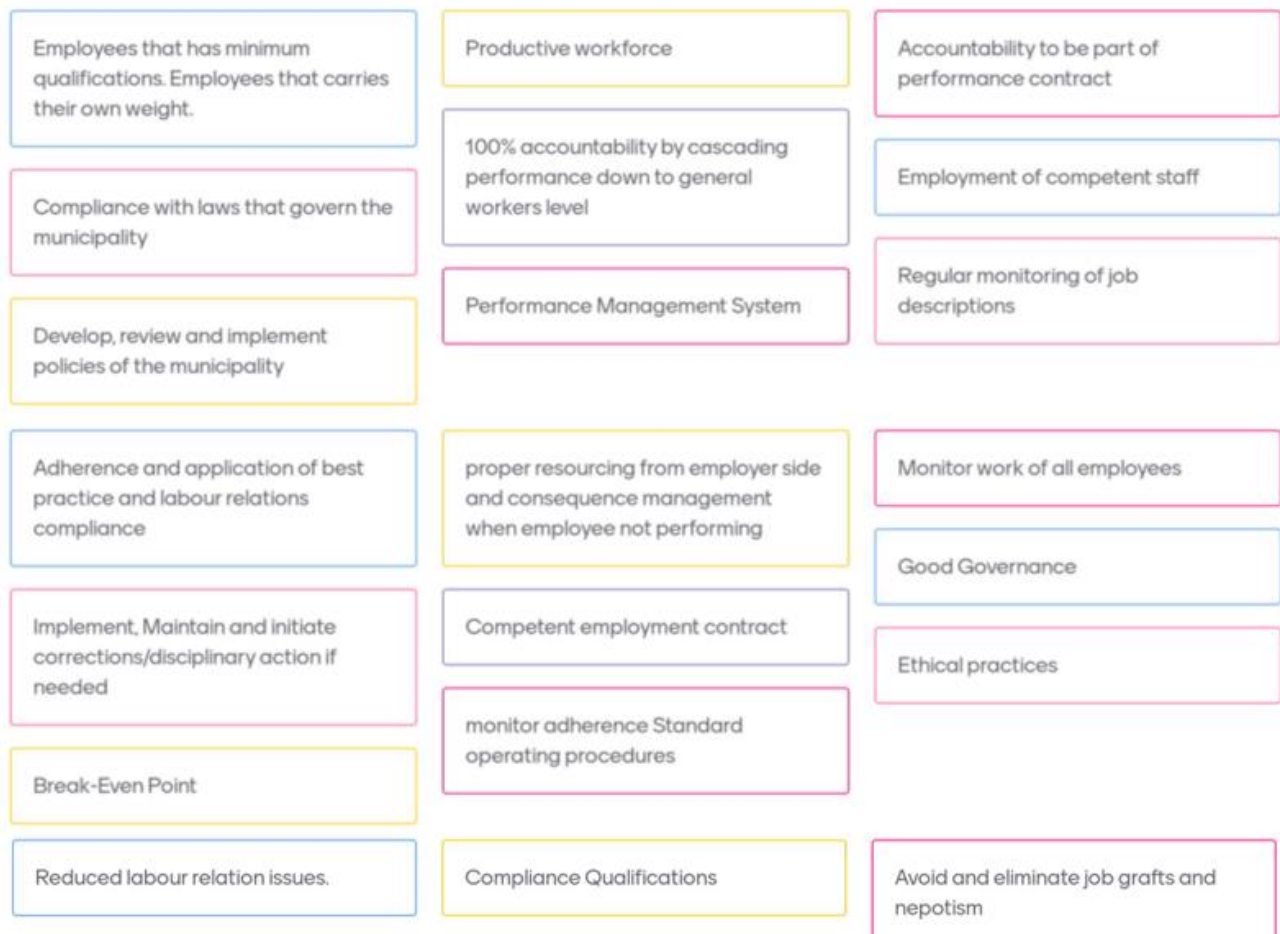 Employees that has minimum
qualifications. Employees that carries
their own weight.
Compliance with laws that govern the
municipality
Develop, review and implement
policies of the municipality
Productive workforce
100% accountability by cascading
performance down to general
workers level
Performance Management System
Accountability to be part of
performance contract
Employment of competent staff
Regular monitoring of job
descriptions
Adherence and application of best
practice and labour relations
compliance
Implement, Maintain and initiate
corrections/disciplinary action if
needed
Break-Even Point
proper resourcing from employer side
and consequence management
when employee not performing
Competent employment contract
monitor adherence Standard
operating procedures
Monitor work of all employees
Good Governance
Ethical practices
Reduced labour relation issues.
Compliance Qualifications
Avoid and eliminate job grafts and
nepotism